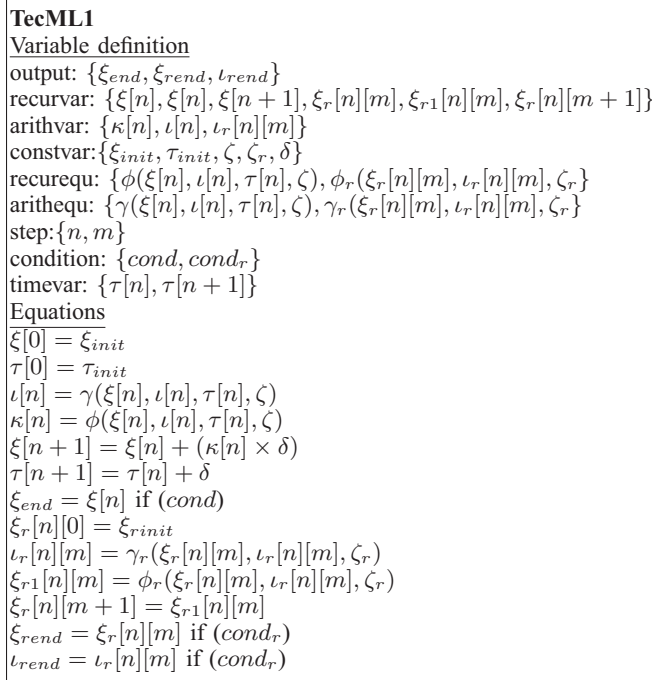 TecML1
Variable definition
output: {ξ_end, ξ_rend, ι_rend}
recurvar: {ξ[n], ξ[n], ξ[n + 1], ξ_r[n][m], ξ_r1[n][m], ξ_r[n][m + 1]}
arithvar: {κ[n], ι[n], ι_r[n][m]}
constvar:{ξ_init, τ_init, ζ, ζ_r, δ}
recurequ: {ϕ(ξ[n], ι[n], τ[n], ζ), ϕ_r(ξ_r[n][m], ι_r[n][m], ζ_r}
arithequ: {γ(ξ[n], ι[n], τ[n], ζ), γ_r(ξ_r[n][m], ι_r[n][m], ζ_r}
step:{n, m}
condition: {cond, cond_r}
timevar: {τ[n], τ[n + 1]}
Equations
ξ[0] = ξ_init
τ[0] = τ_init
ι[n] = γ(ξ[n], ι[n], τ[n], ζ)
κ[n] = ϕ(ξ[n], ι[n], τ[n], ζ)
ξ[n + 1] = ξ[n] + (κ[n] × δ)
τ[n + 1] = τ[n] + δ
ξ_end = ξ[n] if (cond)
ξ_r[n][0] = ξ_rinit
ι_r[n][m] = γ_r(ξ_r[n][m], ι_r[n][m], ζ_r)
ξ_r1[n][m] = ϕ_r(ξ_r[n][m], ι_r[n][m], ζ_r)
ξ_r[n][m + 1] = ξ_r1[n][m]
ξ_rend = ξ_r[n][m] if (cond_r)
ι_rend = ι_r[n][m] if (cond_r)